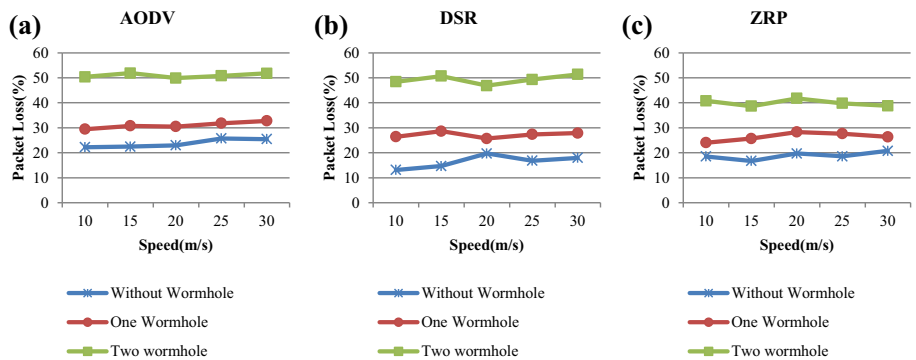 (a)
AODV
Packet Loss(%)
60
50
40
30
20
10
0
10 15 20 25 30
Speed(m/s)
Without Wormhole
One Wormhole
Two wormhole
(b)
DSR
Packet Loss(%)
60
50
40
30
20
10
0
10 15 20 25 30
Speed(m/s)
Without Wormhole
One Wormhole
Two wormhole
(c)
ZRP
Packet Loss(%)
60
50
40
30
20
10
0
10 15 20 25 30
Speed(m/s)
Without Wormhole
One Wormhole
Two wormhole